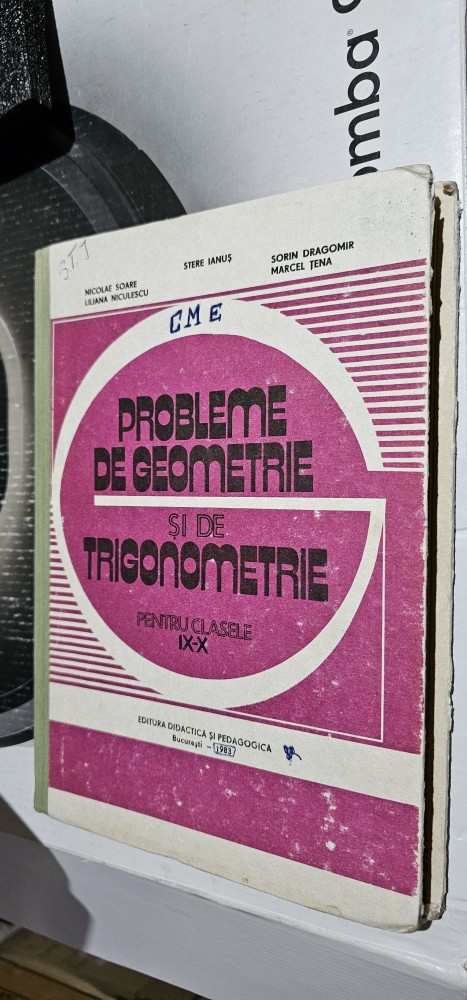 omba
S.T.J
STERE IANUȘ
SORIN DRAGOMIR
MARCEL ȚENA
NICOLAE SOARE
LILIANA NICULESCU
CME
PROBLEME
DE GEOMETRIE
ȘI DE
TRIGONOMETRIE
PENTRU CLASELE
IX-X
EDITURA DIDACTICĂ ȘI PEDAGOGICĂ
București – 1983